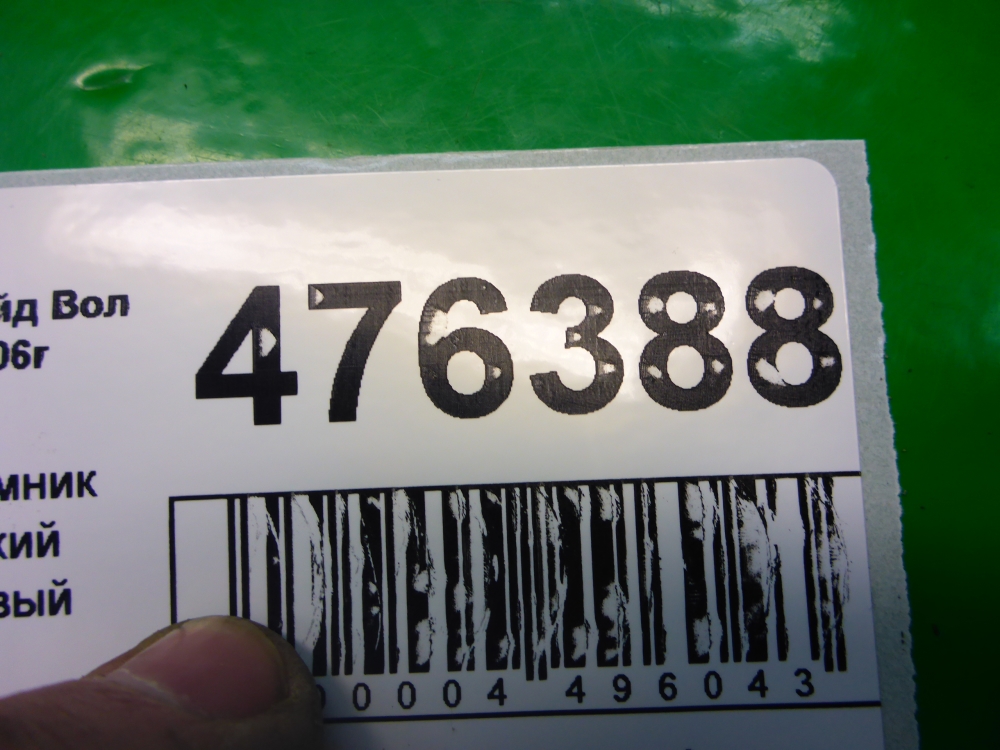 йд Вол
06г
476388
мник
кий
вый
0004 496043